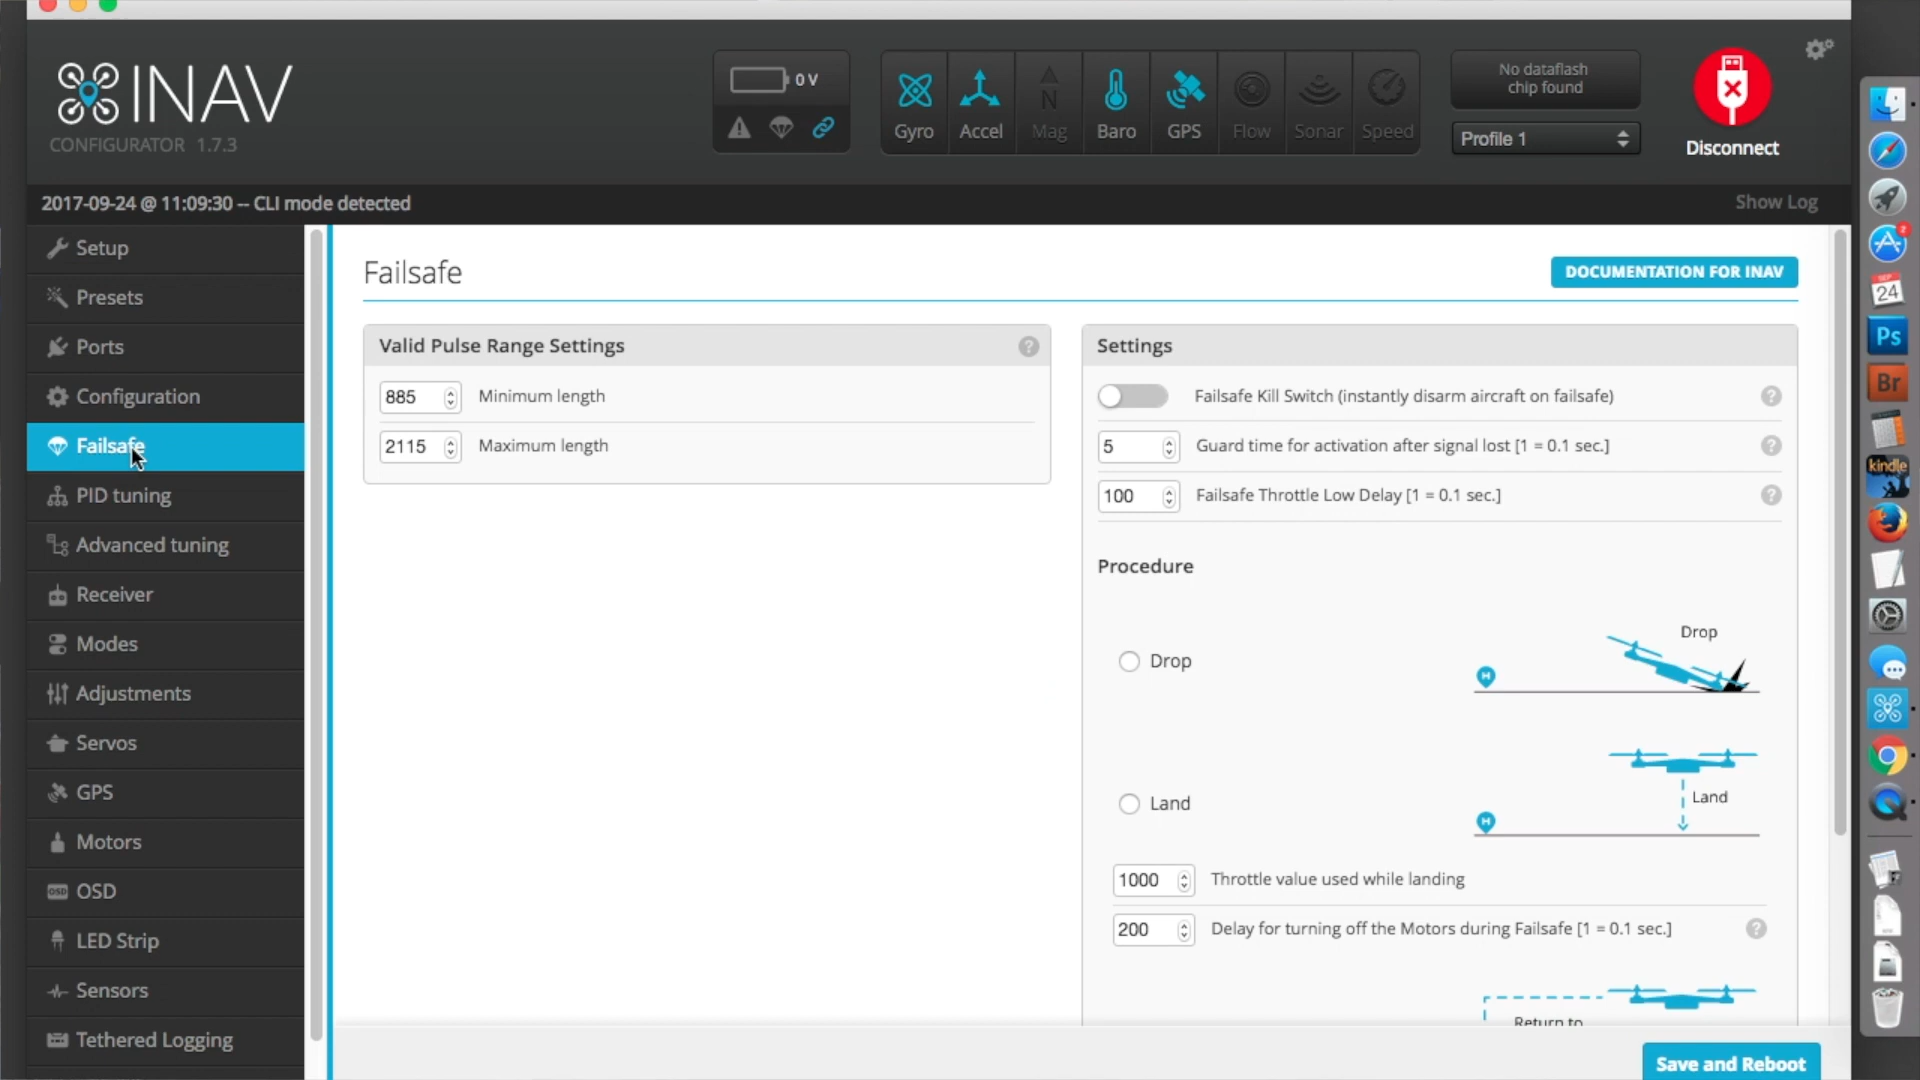 INAV
CONFIGURATOR 1.7.3
0 V
Gyro
Accel
N
Mag
Baro
GPS
Flow
Sonar
Speed
No dataflash
chip found
Profile 1
Disconnect
2017-09-24 @ 11:09:30 -- CLI mode detected
Show Log
Setup
Presets
Ports
Configuration
Failsafe
PID tuning
Advanced tuning
Receiver
Modes
Adjustments
Servos
GPS
Motors
OSD OSD
LED Strip
Sensors
Tethered Logging
Failsafe
DOCUMENTATION FOR INAV
Valid Pulse Range Settings ?
885 Minimum length
2115 Maximum length
Settings
Failsafe Kill Switch (instantly disarm aircraft on failsafe) ?
5 Guard time for activation after signal lost [1 = 0.1 sec.] ?
100 Failsafe Throttle Low Delay [1 = 0.1 sec.] ?
Procedure
Drop
H
Drop
Land
H
Land
1000 Throttle value used while landing
200 Delay for turning off the Motors during Failsafe [1 = 0.1 sec.] ?
Return to
Save and Reboot
SEP
24
Ps
Br
kindle